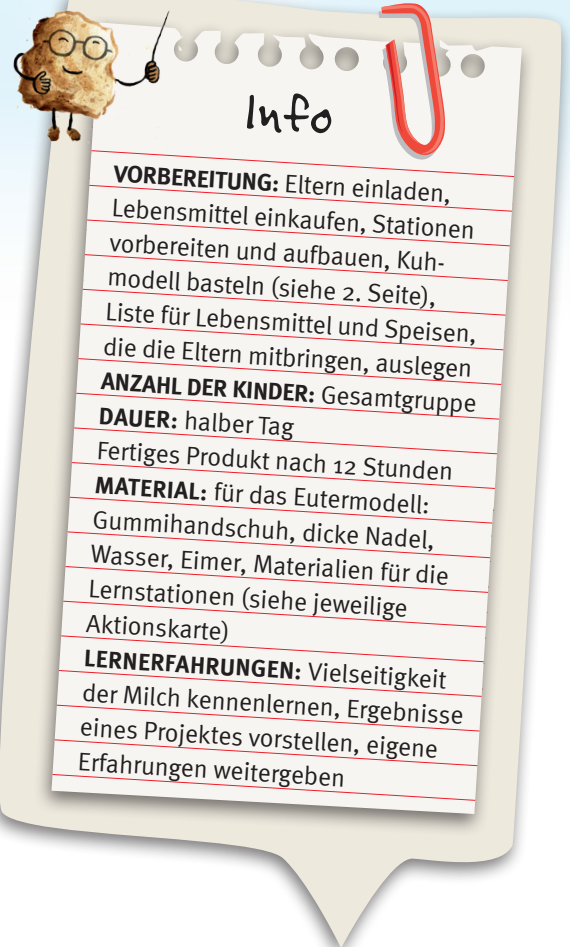 Info
VORBEREITUNG: Eltern einladen,
Lebensmittel einkaufen, Stationen
vorbereiten und aufbauen, Kuh-
modell basteln (siehe 2. Seite),
Liste für Lebensmittel und Speisen,
die die Eltern mitbringen, auslegen
ANZAHL DER KINDER: Gesamtgruppe
DAUER: halber Tag
Fertiges Produkt nach 12 Stunden
MATERIAL: für das Eutermodell:
Gummihandschuh, dicke Nadel,
Wasser, Eimer, Materialien für die
Lernstationen (siehe jeweilige
Aktionskarte)
LERNERFAHRUNGEN: Vielseitigkeit
der Milch kennenlernen, Ergebnisse
eines Projektes vorstellen, eigene
Erfahrungen weitergeben